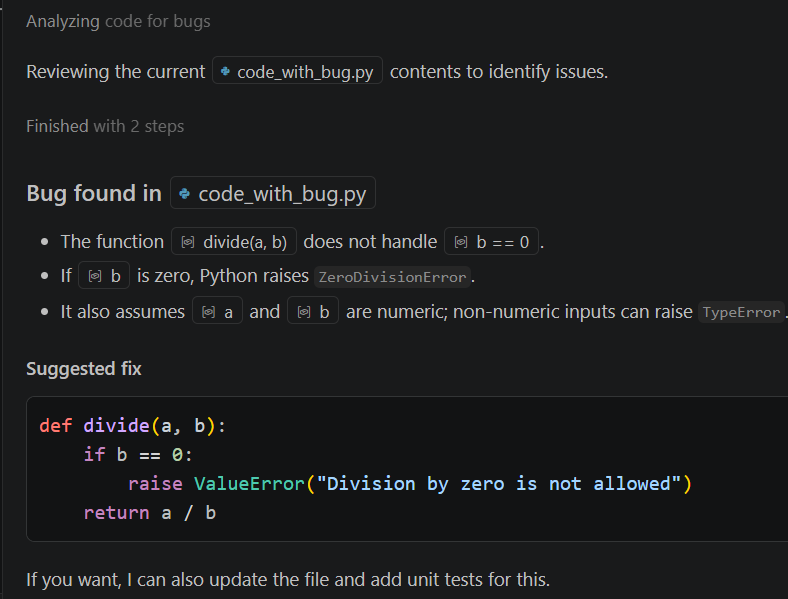 Analyzing code for bugs
Reviewing the current code_with_bug.py contents to identify issues.
Finished with 2 steps
Bug found in code_with_bug.py
• The function divide(a, b) does not handle b == 0.
• If b is zero, Python raises ZeroDivisionError.
• It also assumes a and b are numeric; non-numeric inputs can raise TypeError.
Suggested fix
def divide(a, b):
    if b == 0:
        raise ValueError("Division by zero is not allowed")
    return a / b
If you want, I can also update the file and add unit tests for this.